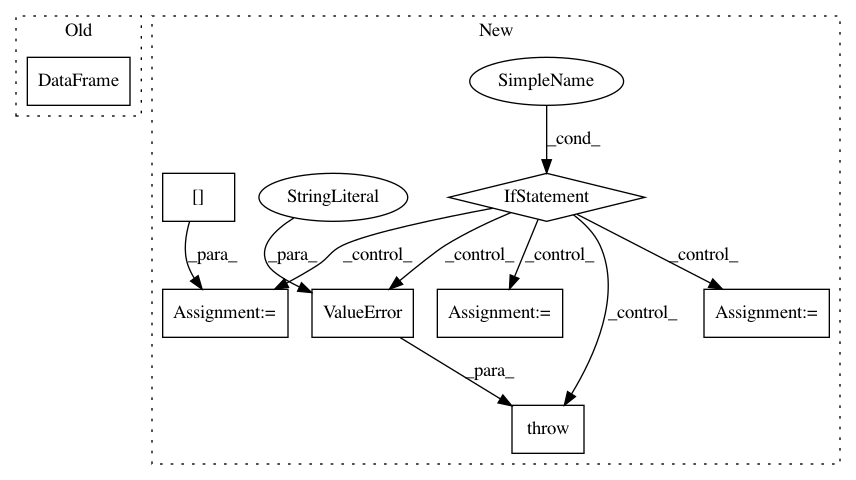 Old
New
DataFrame
SimpleName
_cond_
[]
StringLiteral
IfStatement
_para_
_para_
_control_
_control_
_control_
_control_
_control_
Assignment:=
ValueError
Assignment:=
Assignment:=
_para_
throw